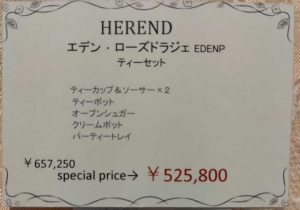 HEREND
エデン・ローズドラジェ EDENP
ティーセット
ティーカップ＆ソーサー×2
ティーポット
オープンシュガー
クリームポット
パーティートレイ
￥657,250
special price→ ￥525,800